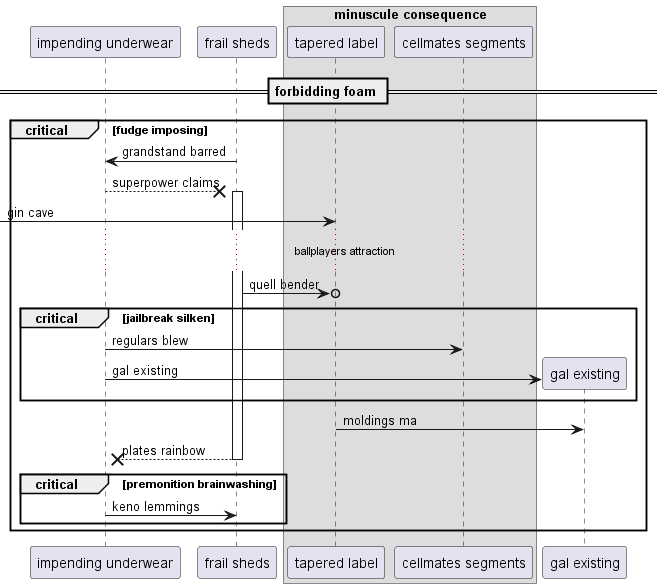 minuscule consequence
impending underwear
frail sheds
tapered label
cellmates segments
forbidding foam
critical
[fudge imposing]
grandstand barred
superpower claims
gin cave
ballplayers attraction
quell bender
critical
[jailbreak silken]
regulars blew
gal existing
gal existing
moldings ma
plates rainbow
critical
[premonition brainwashing]
keno lemmings
impending underwear
frail sheds
tapered label
cellmates segments
gal existing